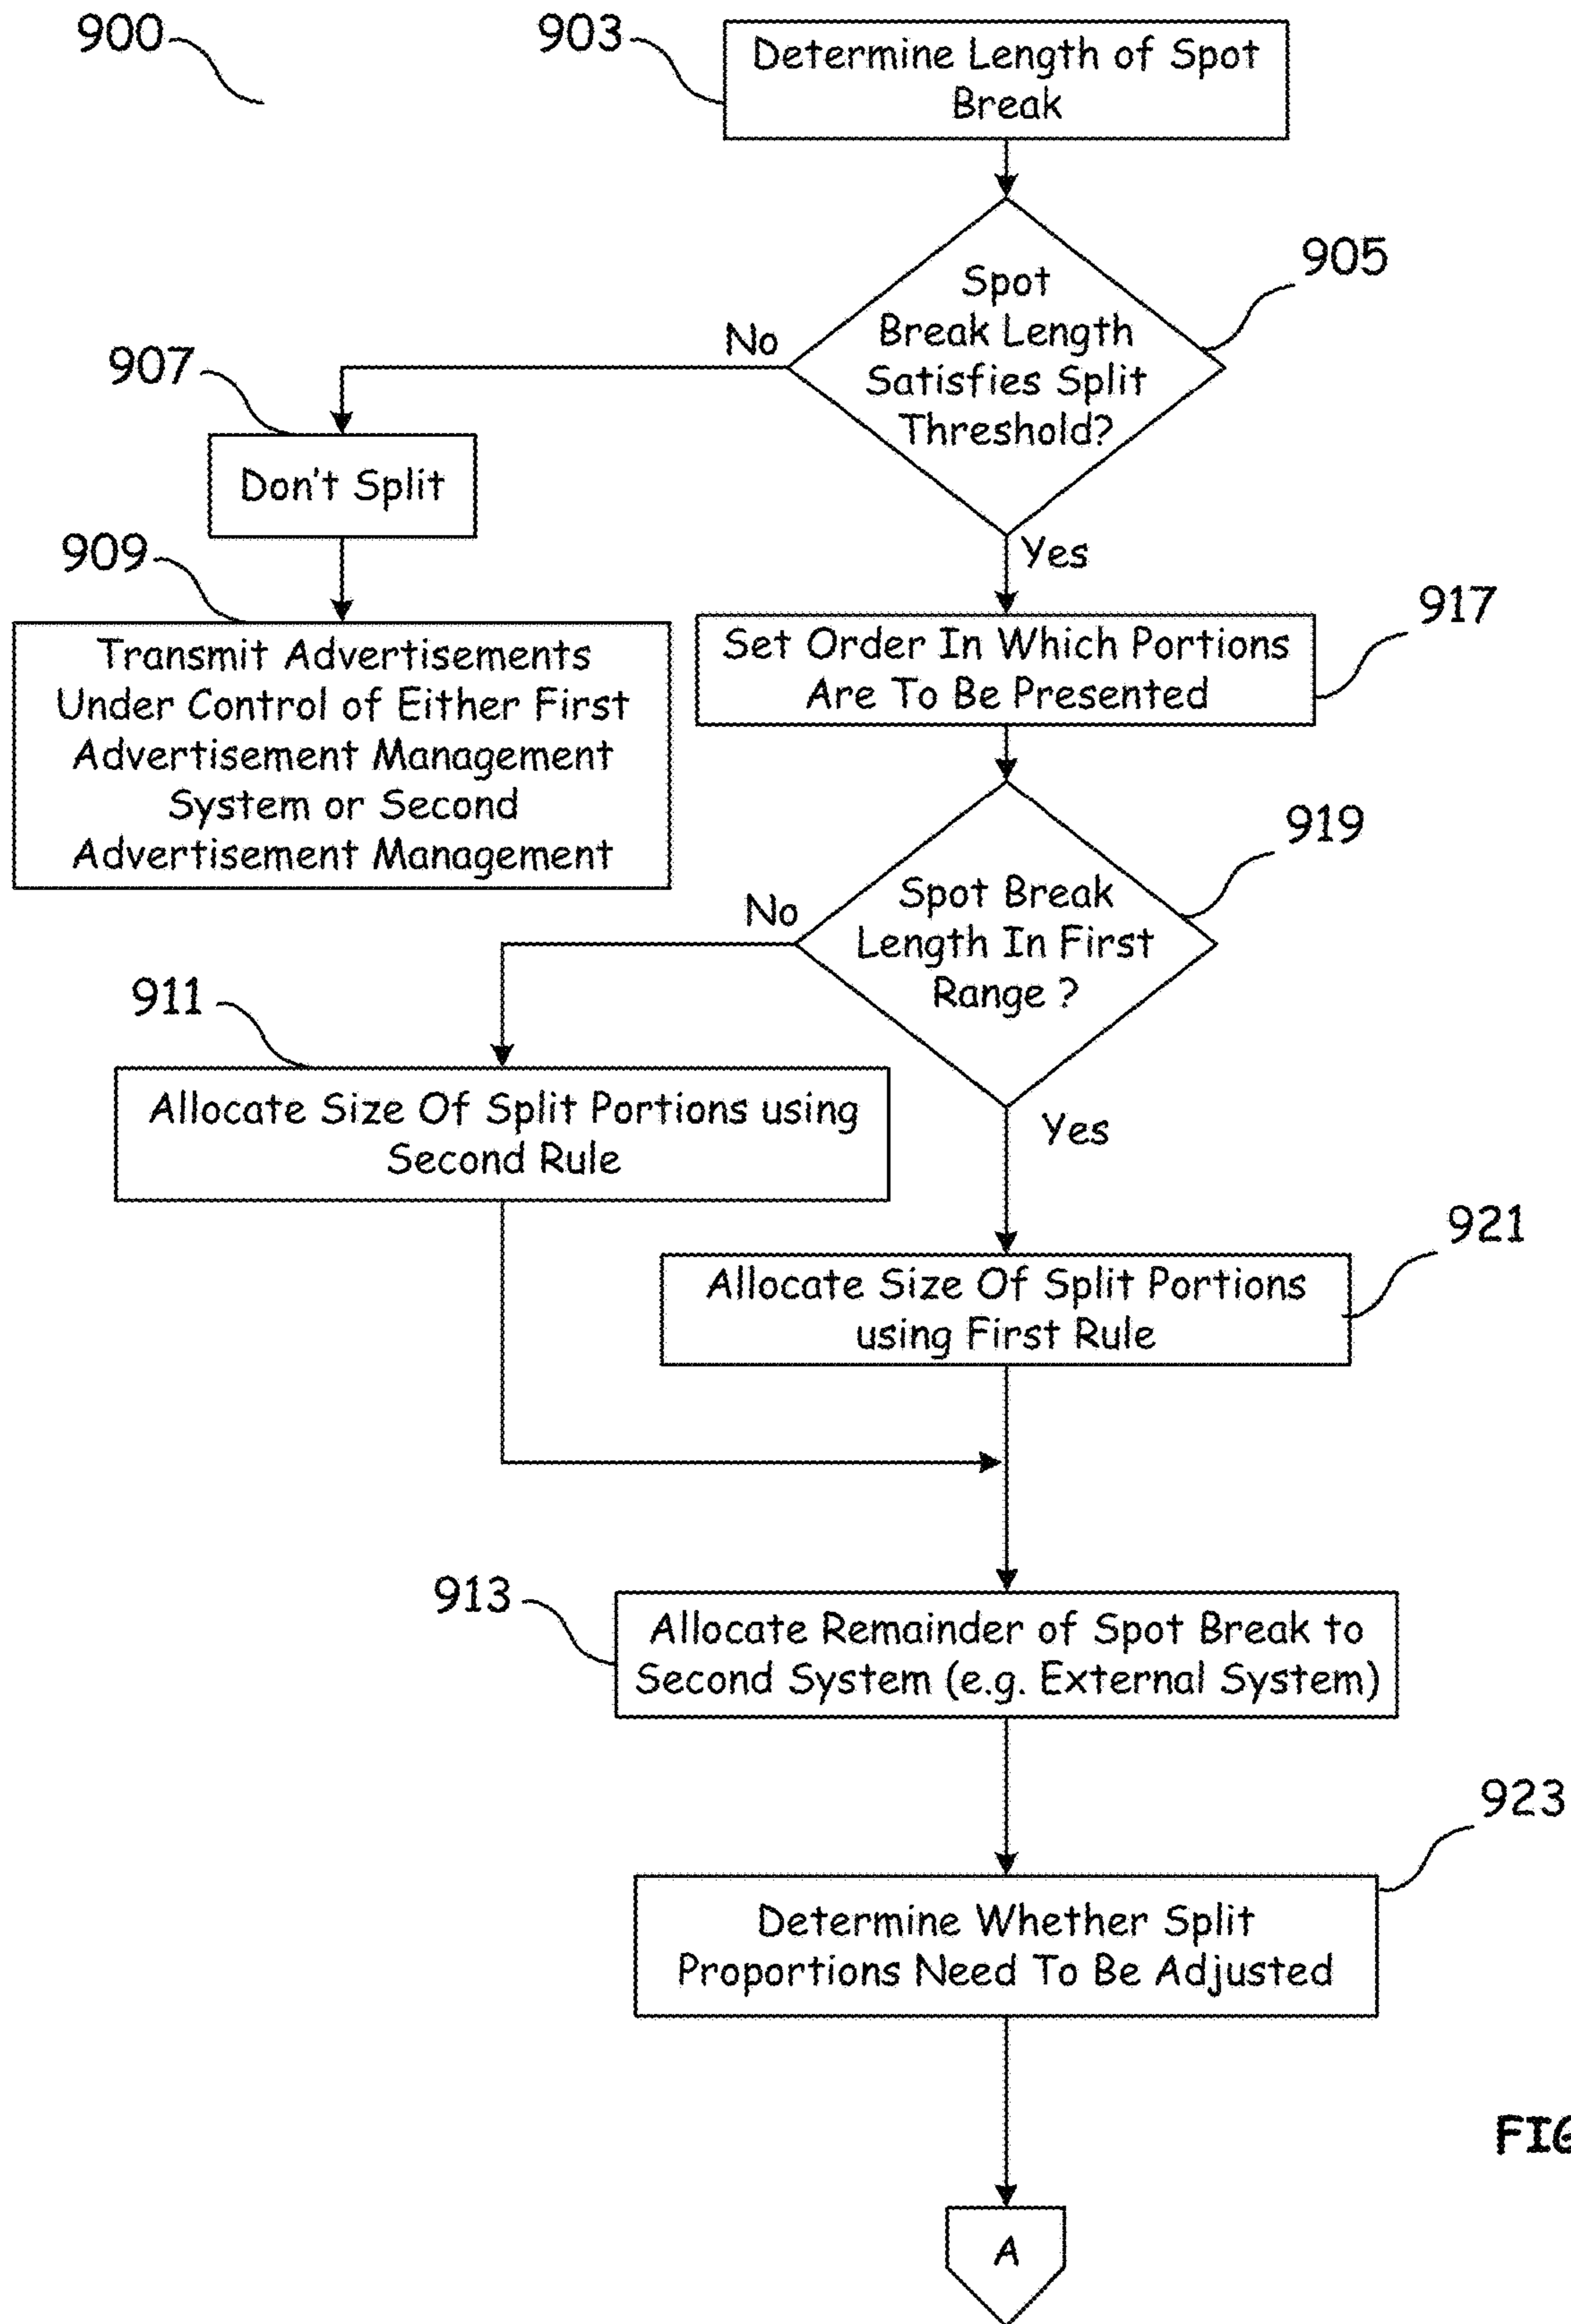 900
903
Determine Length of Spot
Break
905
Spot
Break Length
Satisfies Split
Threshold?
No
907
Don't Split
Yes
909
Transmit Advertisements
Under Control of Either First
Advertisement Management
System or Second
Advertisement Management
917
Set Order In Which Portions
Are To Be Presented
919
Spot Break
Length In First
Range ?
No
911
Allocate Size Of Split Portions using
Second Rule
Yes
921
Allocate Size Of Split Portions
using First Rule
913
Allocate Remainder of Spot Break to
Second System (e.g. External System)
923
Determine Whether Split
Proportions Need To Be Adjusted
FIG
A